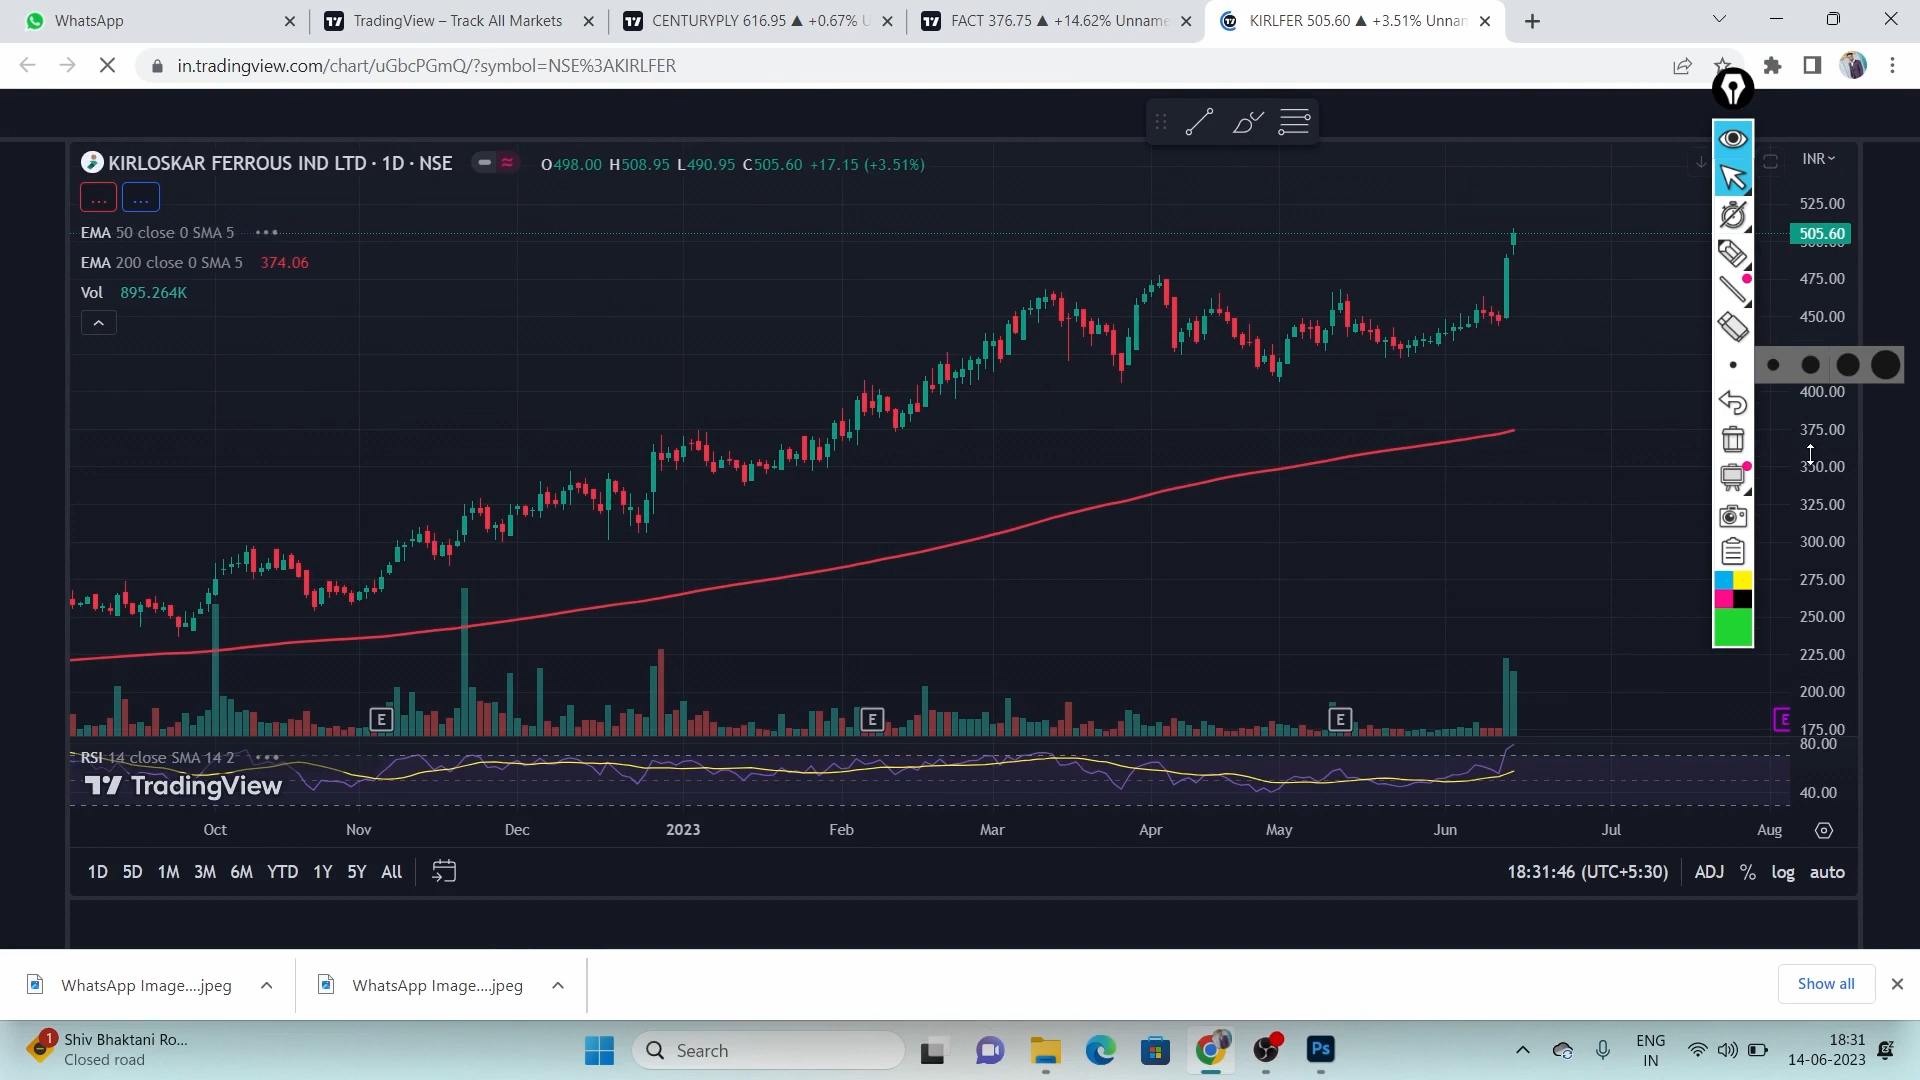 WhatsApp
TradingView – Track All Markets
CENTURYPLY 616.95 ▲ +0.67% U
FACT 376.75 ▲ +14.62% Unname
KIRLFER 505.60 ▲ +3.51% Unnan
in.tradingview.com/chart/uGbcPGmQ/?symbol=NSE%3AKIRLFER
KIRLOSKAR FERROUS IND LTD · 1D · NSE
O498.00 H508.95 L490.95 C505.60 +17.15 (+3.51%)
INR
... ...
EMA 50 close 0 SMA 5 •••
EMA 200 close 0 SMA 5 374.06
Vol 895.264K
525.00
505.60
475.00
450.00
400.00
375.00
350.00
325.00
300.00
275.00
250.00
225.00
200.00
175.00
E E E E
RSI 14 close SMA 14 2 •••
80.00
40.00
TradingView
Oct Nov Dec 2023 Feb Mar Apr May Jun Jul Aug
1D 5D 1M 3M 6M YTD 1Y 5Y All
18:31:46 (UTC+5:30) ADJ % log auto
WhatsApp Image....jpeg
WhatsApp Image....jpeg
Show all
1
Shiv Bhaktani Ro...
Closed road
Search
Ps
ENG
IN
18:31
14-06-2023